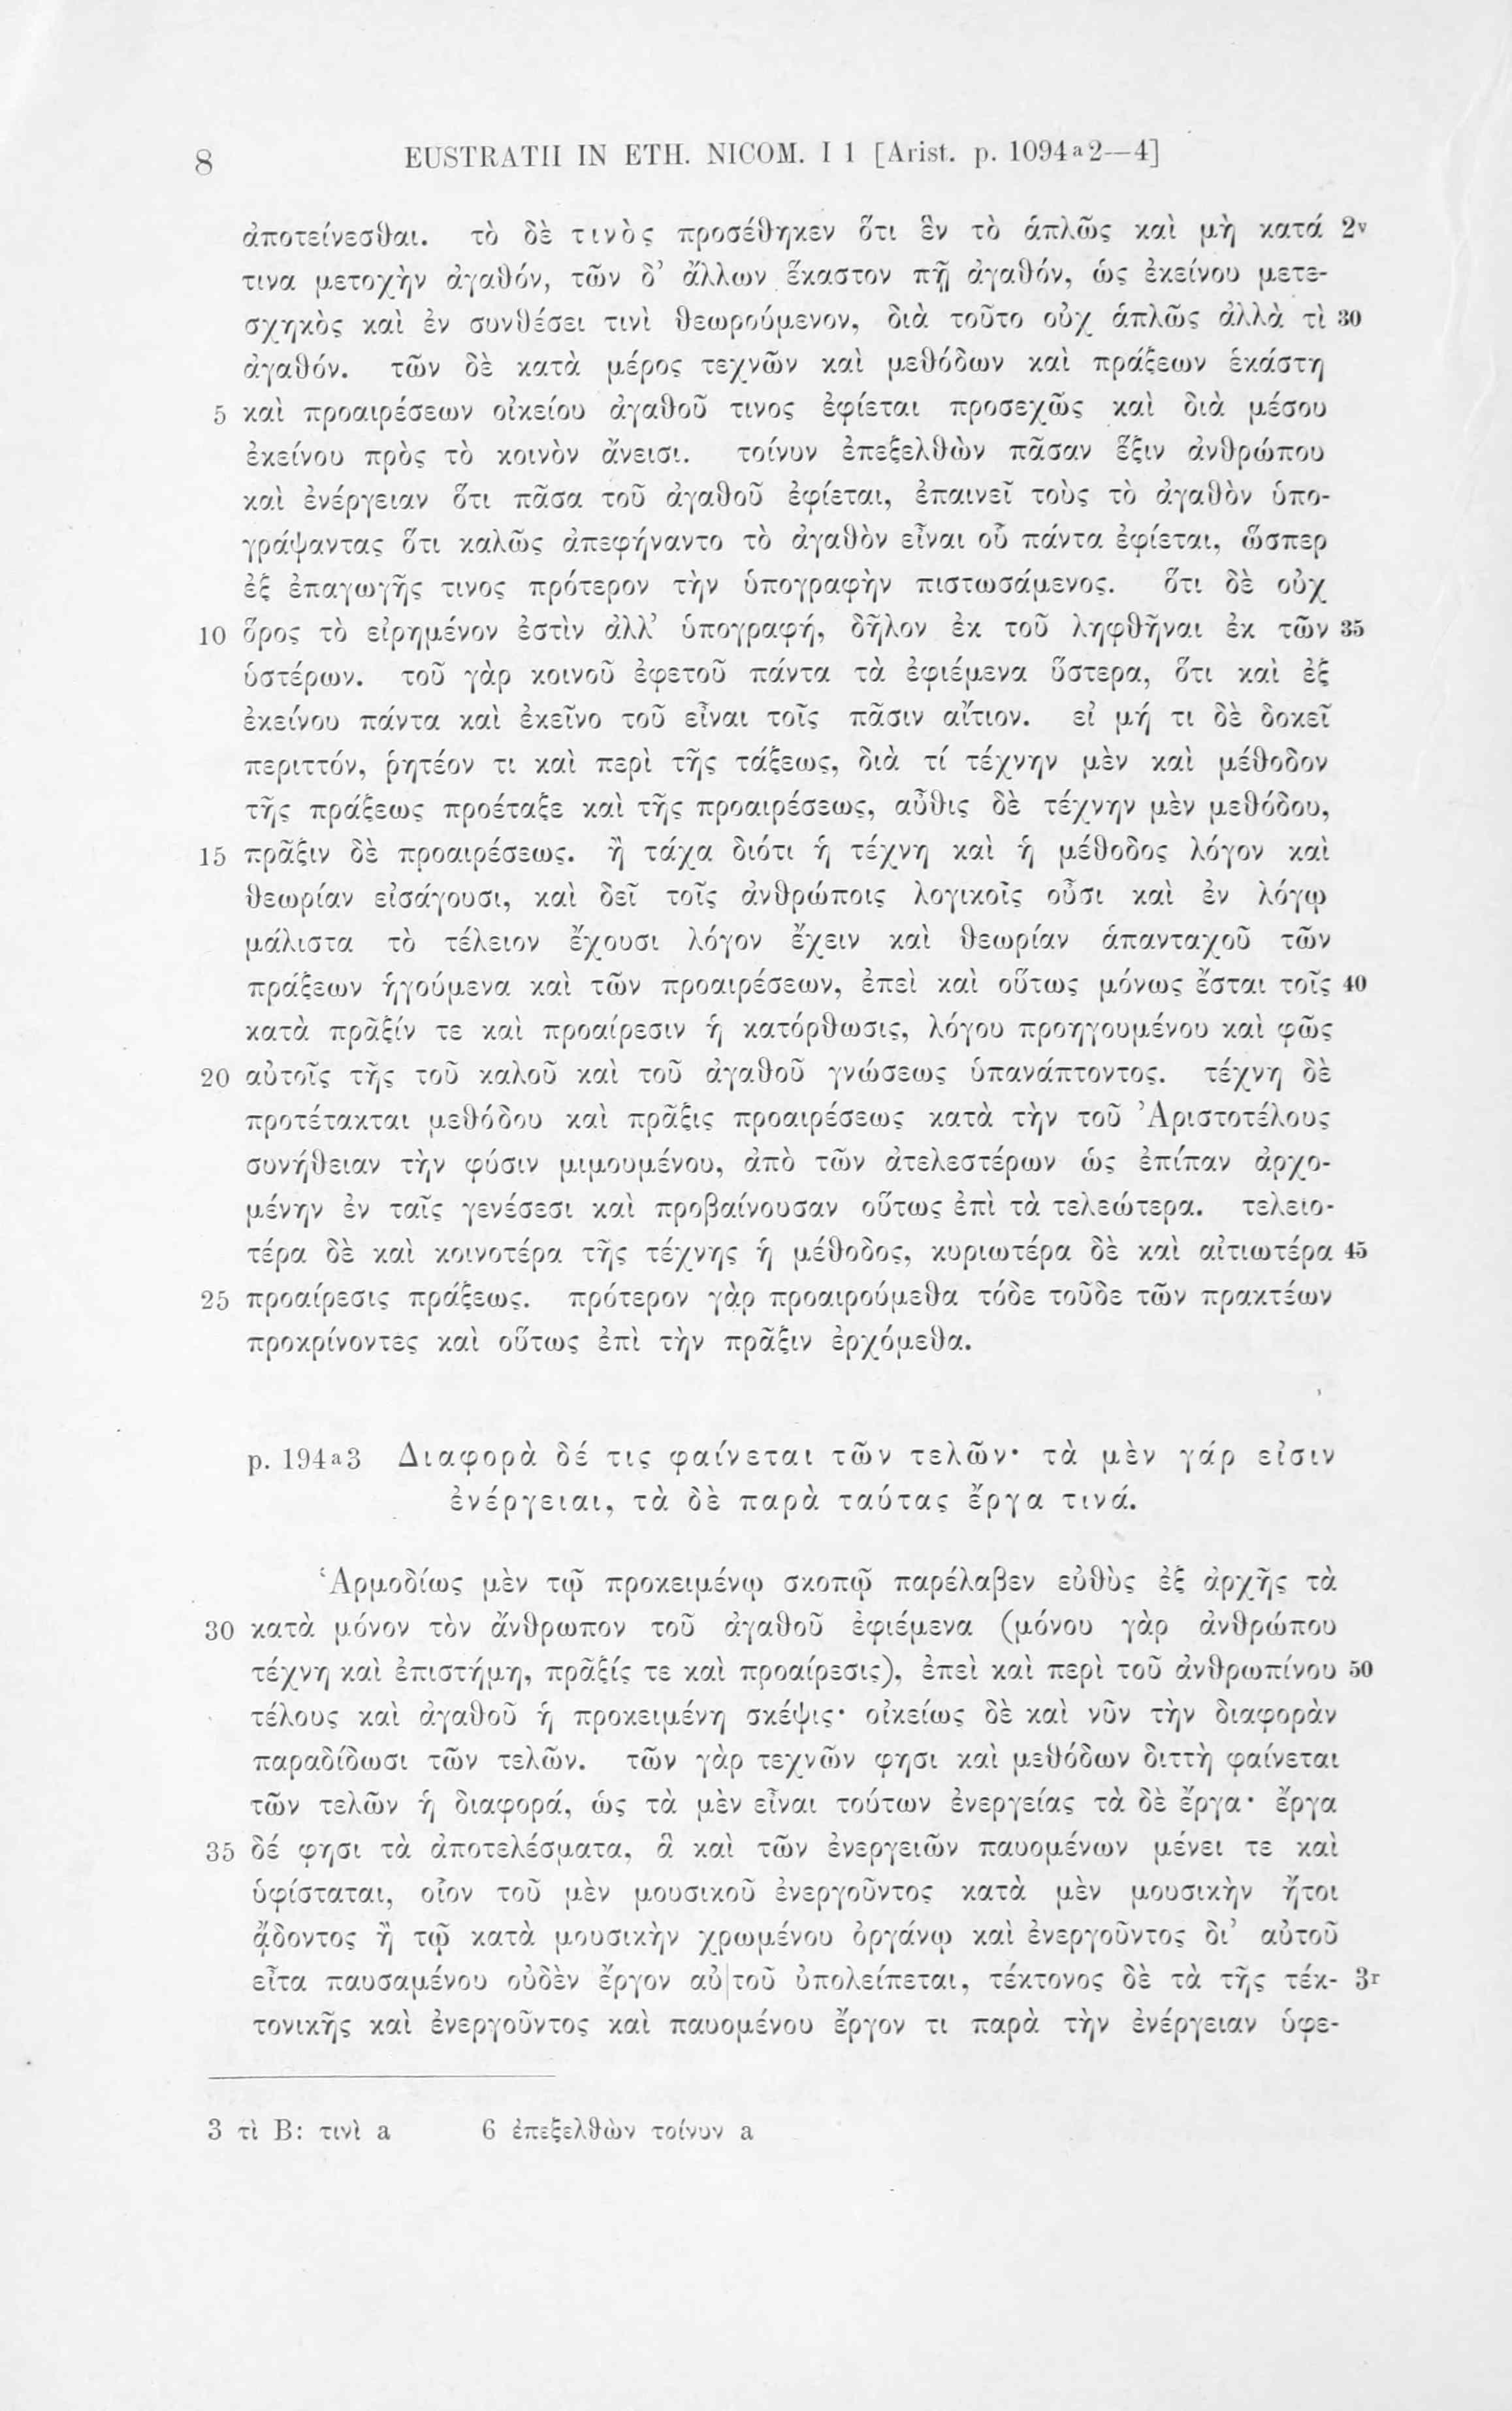 8 EUSTRATII IN ETH. NICOM. I 1 [Arist. p. 1094a2—4]
ἀποτείνεσθαι. τὸ δὲ τινὸς προσέθηκεν ὅτι ἓν τὸ ἁπλῶς καὶ μὴ κατά 2v
τινα μετοχὴν ἀγαθόν, τῶν δ’ ἄλλων ἕκαστον πῇ ἀγαθόν, ὡς ἐκείνου μετε-
σχηκὸς καὶ ἐν συνθέσει τινὶ θεωρούμενον, διὰ τοῦτο οὐχ ἁπλῶς ἀλλὰ τὶ 30
ἀγαθόν. τῶν δὲ κατὰ μέρος τεχνῶν καὶ μεθόδων καὶ πράξεων ἑκάστη
5 καὶ προαιρέσεων οἰκείου ἀγαθοῦ τινος ἐφίεται προσεχῶς καὶ διὰ μέσου
ἐκείνου πρὸς τὸ κοινὸν ἄνεισι. τοίνυν ἐπεξελθὼν πᾶσαν ἕξιν ἀνθρώπου
καὶ ἐνέργειαν ὅτι πᾶσα τοῦ ἀγαθοῦ ἐφίεται, ἐπαινεῖ τοὺς τὸ ἀγαθὸν ὑπο-
γράψαντας ὅτι καλῶς ἀπεφήναντο τὸ ἀγαθὸν εἶναι οὗ πάντα ἐφίεται, ὥσπερ
ἐξ ἐπαγωγῆς τινος πρότερον τὴν ὑπογραφὴν πιστωσάμενος. ὅτι δὲ οὐχ
10 ὅρος τὸ εἰρημένον ἐστὶν ἀλλ’ ὑπογραφή, δῆλον ἐκ τοῦ ληφθῆναι ἐκ τῶν 35
ὑστέρων. τοῦ γὰρ κοινοῦ ἐφετοῦ πάντα τὰ ἐφιέμενα ὕστερα, ὅτι καὶ ἐξ
ἐκείνου πάντα καὶ ἐκεῖνο τοῦ εἶναι τοῖς πᾶσιν αἴτιον. εἰ μή τι δὲ δοκεῖ
περιττόν, ῥητέον τι καὶ περὶ τῆς τάξεως, διὰ τί τέχνην μὲν καὶ μέθοδον
τῆς πράξεως προέταξε καὶ τῆς προαιρέσεως, αὖθις δὲ τέχνην μὲν μεθόδου,
15 πρᾶξιν δὲ προαιρέσεως. ἢ τάχα διότι ἡ τέχνη καὶ ἡ μέθοδος λόγον καὶ
θεωρίαν εἰσάγουσι, καὶ δεῖ τοῖς ἀνθρώποις λογικοῖς οὖσι καὶ ἐν λόγῳ
μάλιστα τὸ τέλειον ἔχουσι λόγον ἔχειν καὶ θεωρίαν ἁπανταχοῦ τῶν
πράξεων ἡγούμενα καὶ τῶν προαιρέσεων, ἐπεὶ καὶ οὕτως μόνως ἔσται τοῖς 40
κατὰ πρᾶξίν τε καὶ προαίρεσιν ἡ κατόρθωσις, λόγου προηγουμένου καὶ φῶς
20 αὐτοῖς τῆς τοῦ καλοῦ καὶ τοῦ ἀγαθοῦ γνώσεως ὑπανάπτοντος. τέχνη δὲ
προτέτακται μεθόδου καὶ πρᾶξις προαιρέσεως κατὰ τὴν τοῦ Ἀριστοτέλους
συνήθειαν τὴν φύσιν μιμουμένου, ἀπὸ τῶν ἀτελεστέρων ὡς ἐπίπαν ἀρχο-
μένην ἐν ταῖς γενέσεσι καὶ προβαίνουσαν οὕτως ἐπὶ τὰ τελεώτερα. τελειο-
τέρα δὲ καὶ κοινοτέρα τῆς τέχνης ἡ μέθοδος, κυριωτέρα δὲ καὶ αἰτιωτέρα 45
25 προαίρεσις πράξεως. πρότερον γὰρ προαιρούμεθα τόδε τοῦδε τῶν πρακτέων
προκρίνοντες καὶ οὕτως ἐπὶ τὴν πρᾶξιν ἐρχόμεθα.
p. 194a3 Διαφορὰ δέ τις φαίνεται τῶν τελῶν· τὰ μὲν γάρ εἰσιν
ἐνέργειαι, τὰ δὲ παρὰ ταύτας ἔργα τινά.
Ἁρμοδίως μὲν τῷ προκειμένῳ σκοπῷ παρέλαβεν εὐθὺς ἐξ ἀρχῆς τὰ
30 κατὰ μόνον τὸν ἄνθρωπον τοῦ ἀγαθοῦ ἐφιέμενα (μόνου γὰρ ἀνθρώπου
τέχνη καὶ ἐπιστήμη, πρᾶξίς τε καὶ προαίρεσις), ἐπεὶ καὶ περὶ τοῦ ἀνθρωπίνου 50
τέλους καὶ ἀγαθοῦ ἡ προκειμένη σκέψις· οἰκείως δὲ καὶ νῦν τὴν διαφορὰν
παραδίδωσι τῶν τελῶν. τῶν γὰρ τεχνῶν φησι καὶ μεθόδων διττὴ φαίνεται
τῶν τελῶν ἡ διαφορά, ὡς τὰ μὲν εἶναι τούτων ἐνεργείας τὰ δὲ ἔργα· ἔργα
35 δέ φησι τὰ ἀποτελέσματα, ἃ καὶ τῶν ἐνεργειῶν παυομένων μένει τε καὶ
ὑφίσταται, οἷον τοῦ μὲν μουσικοῦ ἐνεργοῦντος κατὰ μὲν μουσικὴν ἤτοι
ᾄδοντος ἢ τῷ κατὰ μουσικὴν χρωμένου ὀργάνῳ καὶ ἐνεργοῦντος δι’ αὐτοῦ
εἶτα παυσαμένου οὐδὲν ἔργον αὐ|τοῦ ὑπολείπεται, τέκτονος δὲ τὰ τῆς τέκ- 3r
τονικῆς καὶ ἐνεργοῦντος καὶ παυομένου ἔργον τι παρὰ τὴν ἐνέργειαν ὑφε-
3 τὶ B: τινὶ a 6 ἐπεξελθὼν τοίνυν a